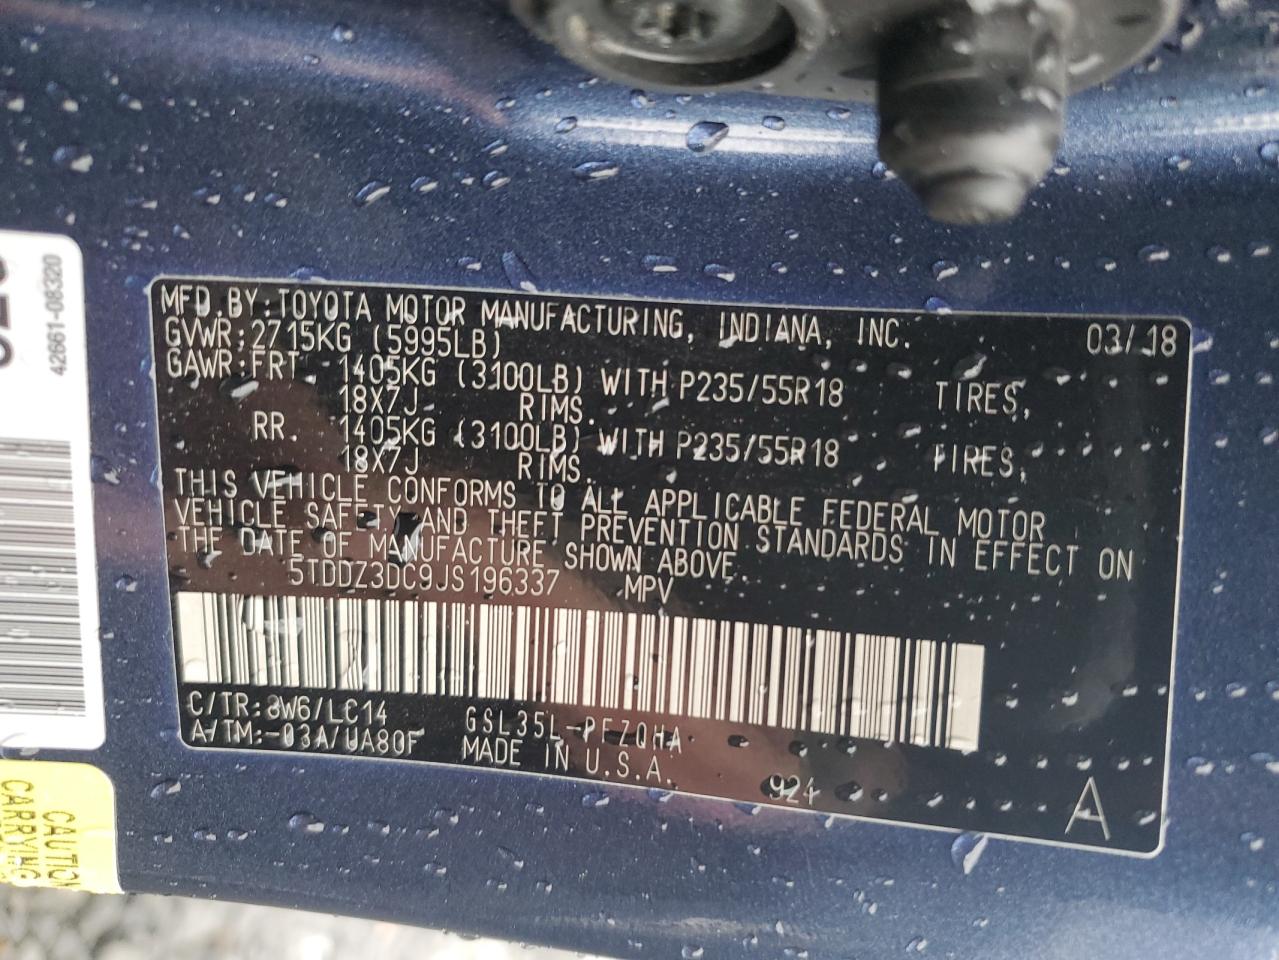 MFD.BY:TOYOTA MOTOR MANUFACTURING, INDIANA, INC. 03/18
GVWR:2715KG (5995LB)
GAWR:FRT. 1405KG (3100LB) WITH P235/55R18 TIRES,
18X7J RIMS.
RR. 1405KG (3100LB) WITH P235/55R18 TIRES,
18X7J RIMS.
THIS VEHICLE CONFORMS TO ALL APPLICABLE FEDERAL MOTOR
VEHICLE SAFETY AND THEFT PREVENTION STANDARDS IN EFFECT ON
THE DATE OF MANUFACTURE SHOWN ABOVE.
5TDDZ3DC9JS196337 MPV
C/TR:8W6/LC14 GSL35L-PFZQHA
A/TM:-03A/UA80F MADE IN U.S.A. 924 A
42661-08320
CAUTION
CARRYING